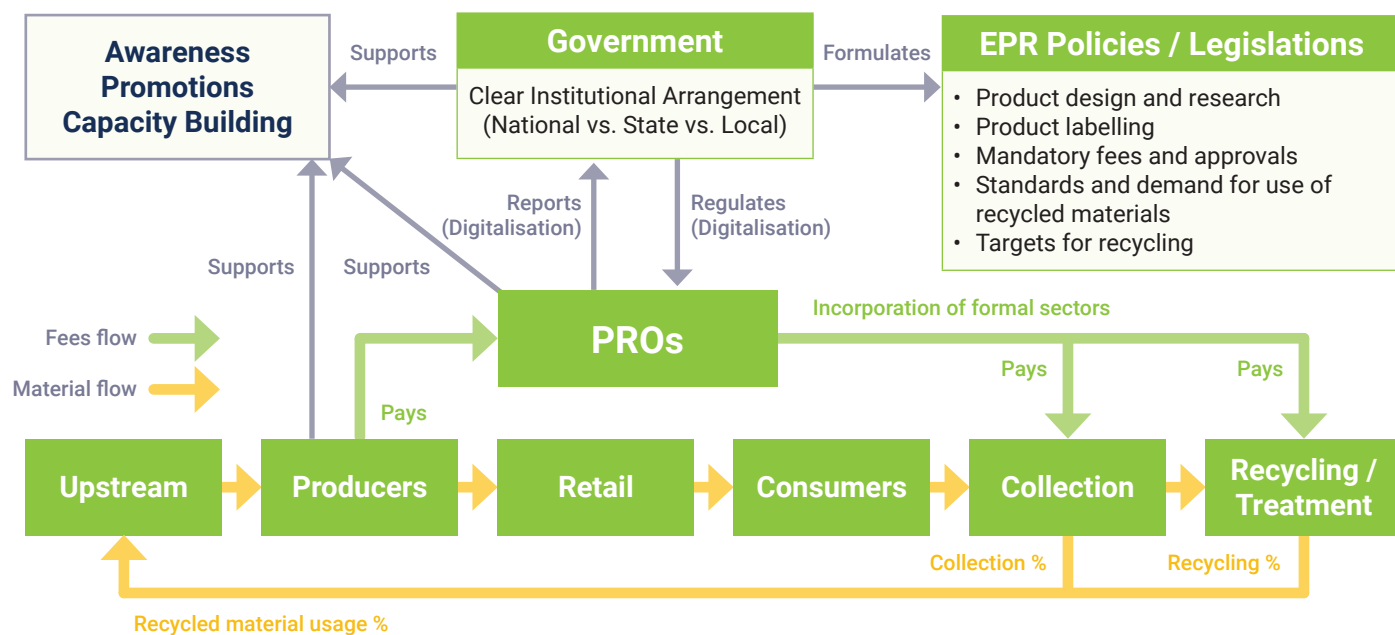 Awareness
Promotions
Capacity Building
Supports
Government
Clear Institutional Arrangement
(National vs. State vs. Local)
Formulates
EPR Policies / Legislations
• Product design and research
• Product labelling
• Mandatory fees and approvals
• Standards and demand for use of
recycled materials
• Targets for recycling
Reports
(Digitalisation)
Regulates
(Digitalisation)
Supports
Supports
PROs
Incorporation of formal sectors
Fees flow
Material flow
Pays
Pays
Pays
Upstream
Producers
Retail
Consumers
Collection
Recycling /
Treatment
Collection %
Recycling %
Recycled material usage %